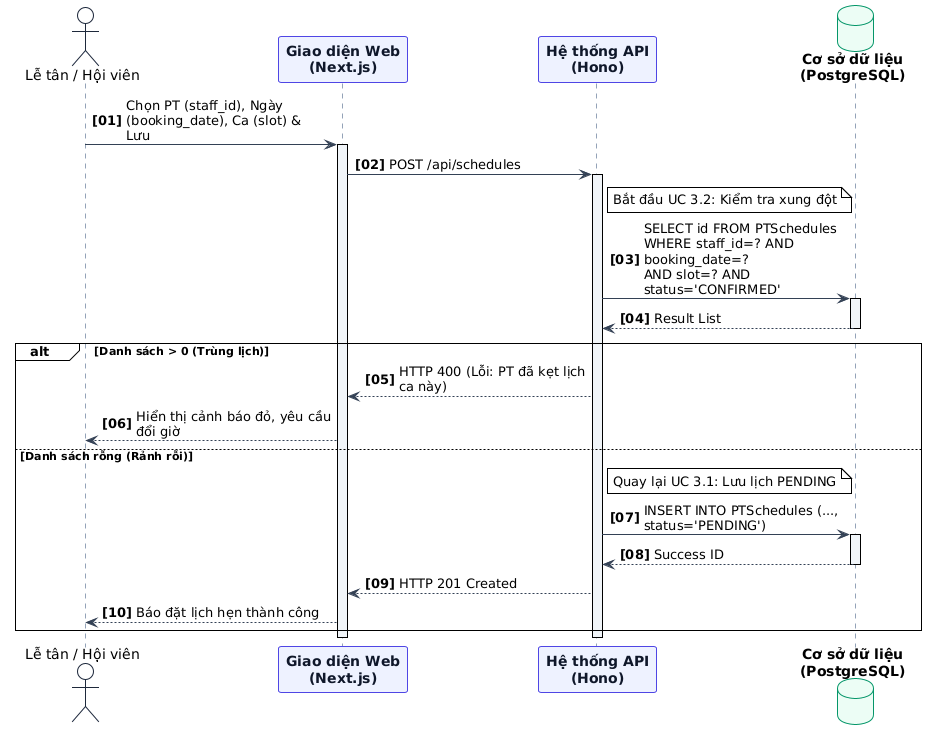 Lễ tân / Hội viên
Giao diện Web
(Next.js)
Hệ thống API
(Hono)
Cơ sở dữ liệu
(PostgreSQL)
[01] Chọn PT (staff_id), Ngày
(booking_date), Ca (slot) &
Lưu
[02] POST /api/schedules
Bắt đầu UC 3.2: Kiểm tra xung đột
[03] SELECT id FROM PTSchedules
WHERE staff_id=? AND
booking_date=?
AND slot=? AND
status='CONFIRMED'
[04] Result List
alt [Danh sách > 0 (Trùng lịch)]
[05] HTTP 400 (Lỗi: PT đã kẹt lịch
ca này)
[06] Hiển thị cảnh báo đỏ, yêu cầu
đổi giờ
[Danh sách rỗng (Rảnh rỗi)]
Quay lại UC 3.1: Lưu lịch PENDING
[07] INSERT INTO PTSchedules (...,
status='PENDING')
[08] Success ID
[09] HTTP 201 Created
[10] Báo đặt lịch hẹn thành công
Lễ tân / Hội viên
Giao diện Web
(Next.js)
Hệ thống API
(Hono)
Cơ sở dữ liệu
(PostgreSQL)